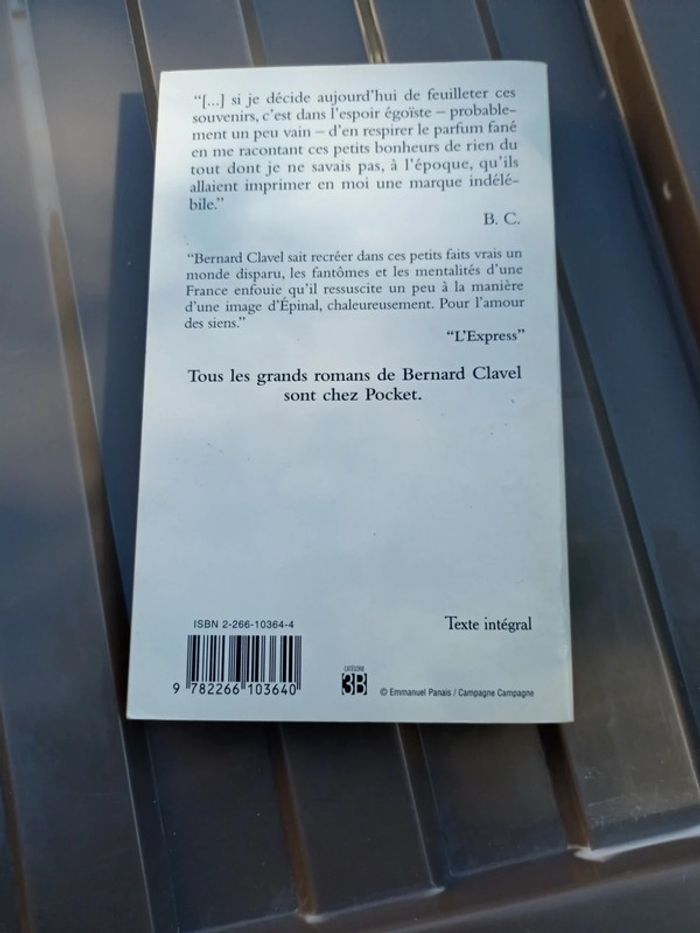 “[...] si je décide aujourd’hui de feuilleter ces
souvenirs, c’est dans l’espoir égoïste – probable-
ment un peu vain – d’en respirer le parfum fané
en me racontant ces petits bonheurs de rien du
tout dont je ne savais pas, à l’époque, qu’ils
allaient imprimer en moi une marque indélé-
bile.”
B. C.
“Bernard Clavel sait recréer dans ces petits faits vrais un
monde disparu, les fantômes et les mentalités d’une
France enfouie qu’il ressuscite un peu à la manière
d’une image d’Épinal, chaleureusement. Pour l’amour
des siens.”
“L’Express”
Tous les grands romans de Bernard Clavel
sont chez Pocket.
ISBN 2-266-10364-4
Texte intégral
9 782266 103640
CATÉGORIE
3B
© Emmanuel Panais / Campagne Campagne